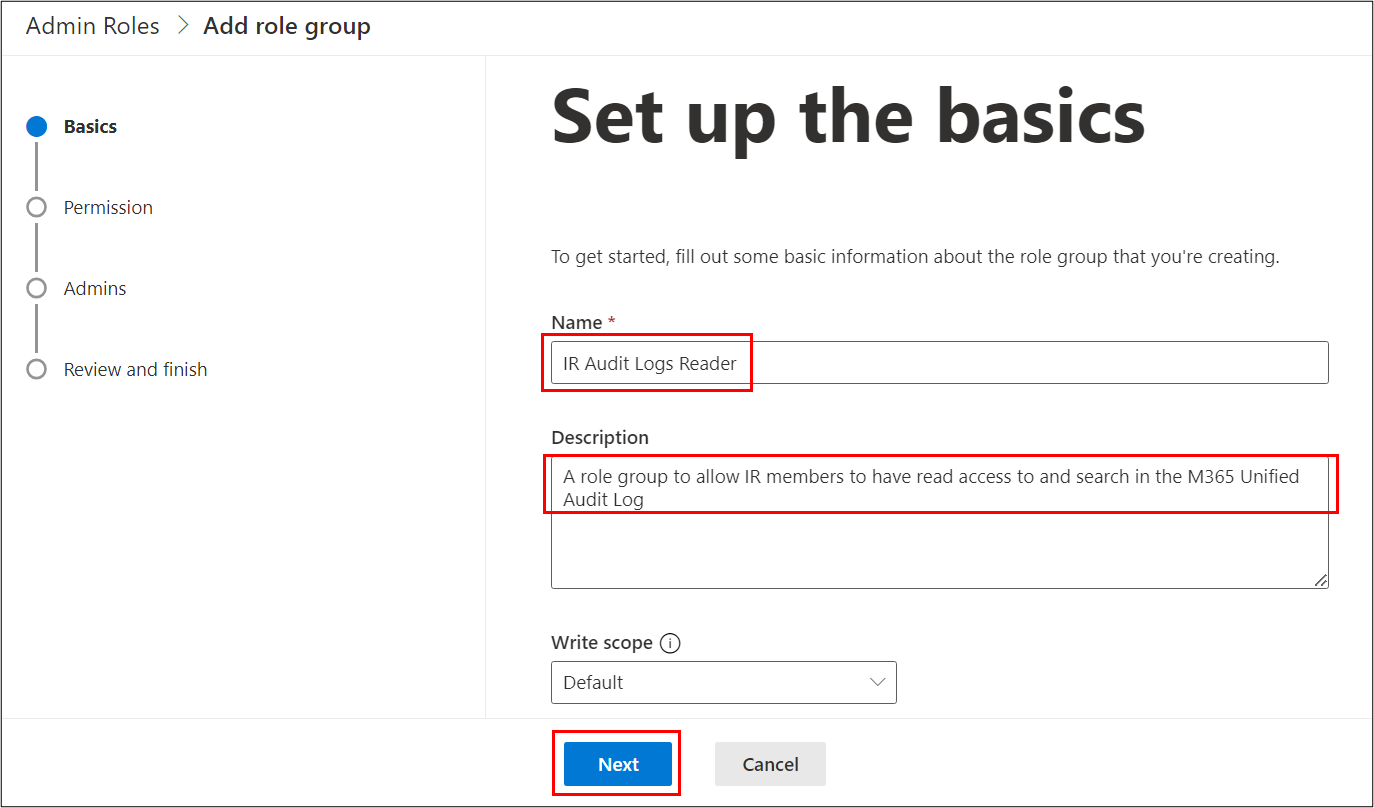 Admin Roles > Add role group
Basics
Permission
Admins
Review and finish
Set up the basics
To get started, fill out some basic information about the role group that you're creating.
Name *
IR Audit Logs Reader
Description
A role group to allow IR members to have read access to and search in the M365 Unified
Audit Log
Write scope
Default
Next
Cancel